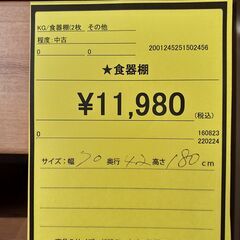 KG/食器棚(2枚 その他
程度:中古
2001245251502456
★食器棚
¥11,980
(税込)
0 0 160823
220224
サイズ:幅 70 奥行 42 高さ 180 cm